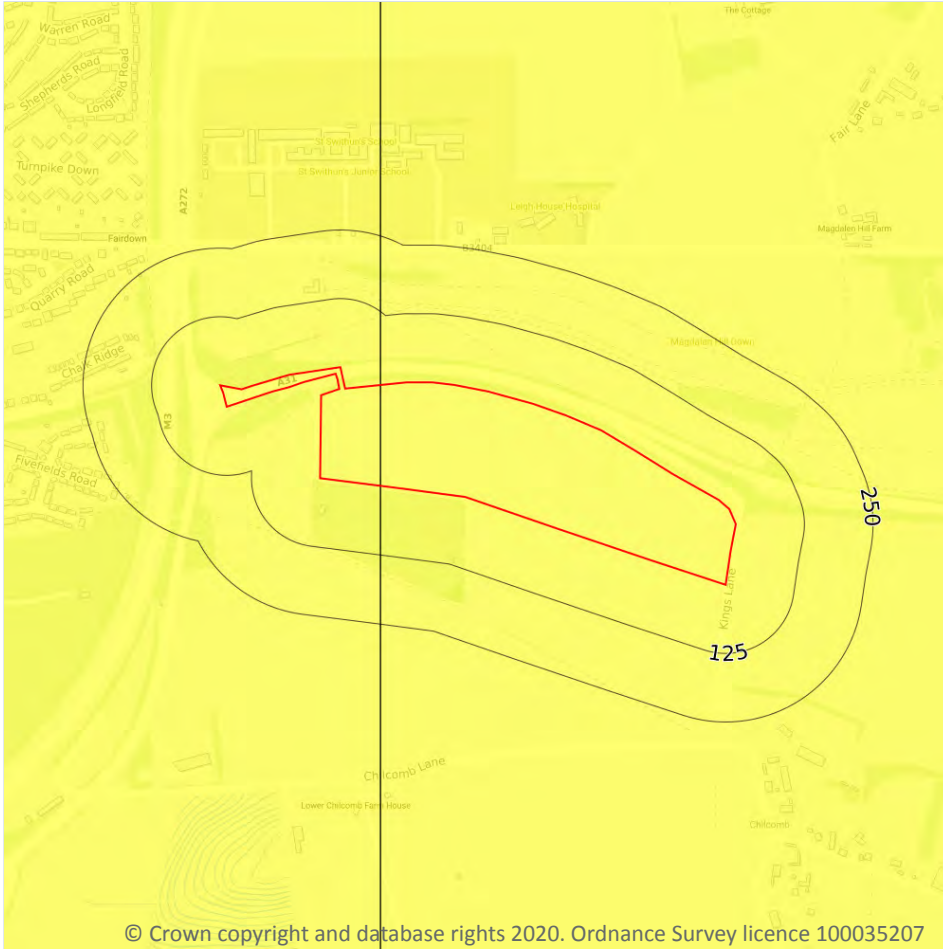 The Cottage
Warren Road
Shepherds Road
Longfield Road
Fair Lane
St Swithun's School
St Swithun's Junior School
Turnpike Down
A272
Leigh House Hospital
Magdalen Hill Farm
Fairdown
B3404
Quarry Road
Magdalen Hill Down
Chalk Ridge
A31
M3
Fivefields Road
250
Kings Lane
125
Chilcomb Lane
Lower Chilcomb Farm House
Chilcomb
© Crown copyright and database rights 2020. Ordnance Survey licence 100035207